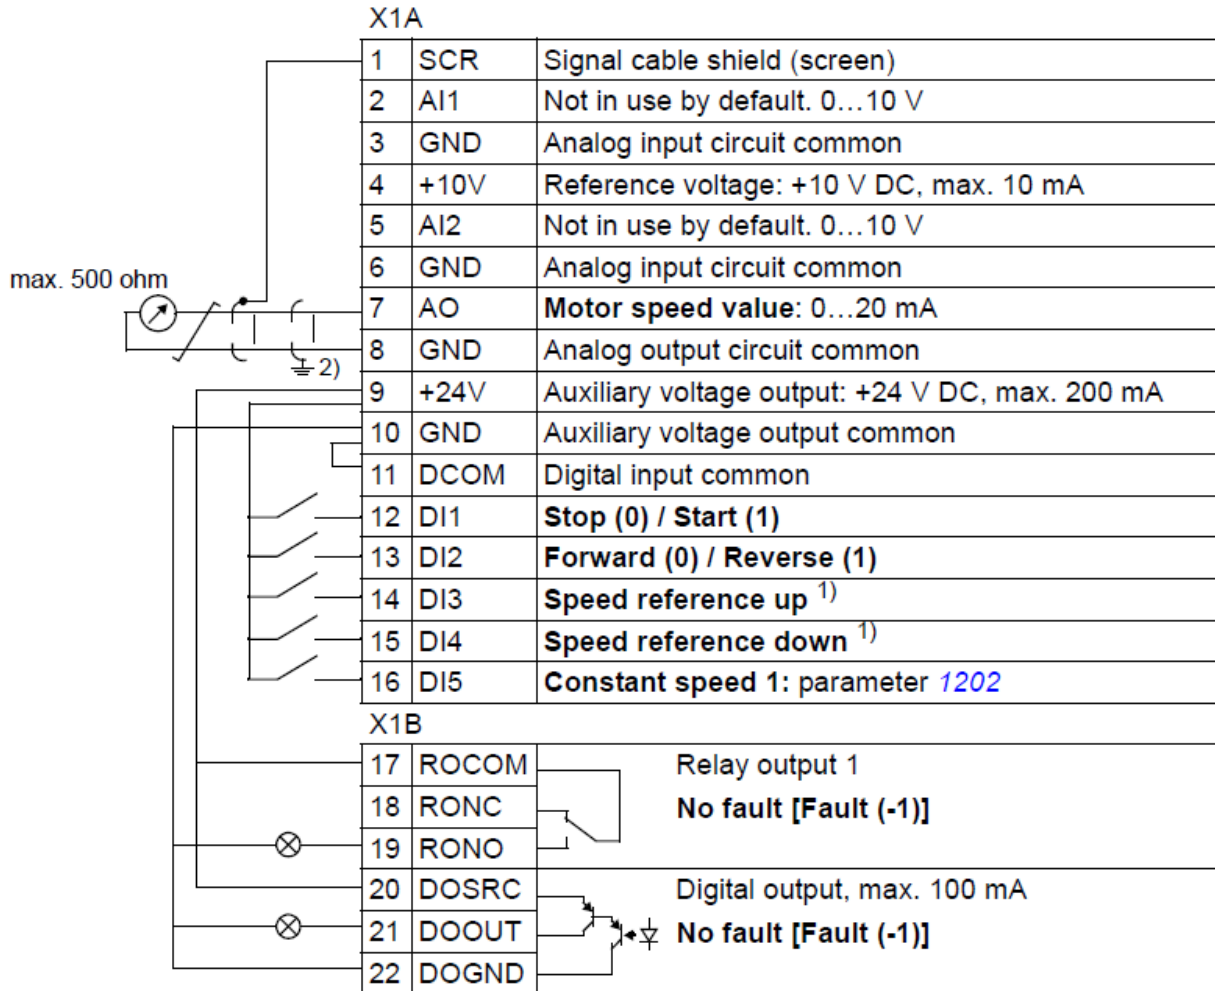 X1A
1 SCR Signal cable shield (screen)
2 AI1 Not in use by default. 0…10 V
3 GND Analog input circuit common
4 +10V Reference voltage: +10 V DC, max. 10 mA
5 AI2 Not in use by default. 0…10 V
6 GND Analog input circuit common
max. 500 ohm
7 AO Motor speed value: 0…20 mA
8 GND Analog output circuit common
2)
9 +24V Auxiliary voltage output: +24 V DC, max. 200 mA
10 GND Auxiliary voltage output common
11 DCOM Digital input common
12 DI1 Stop (0) / Start (1)
13 DI2 Forward (0) / Reverse (1)
14 DI3 Speed reference up 1)
15 DI4 Speed reference down 1)
16 DI5 Constant speed 1: parameter 1202
X1B
17 ROCOM Relay output 1
18 RONC No fault [Fault (-1)]
19 RONO
20 DOSRC Digital output, max. 100 mA
21 DOOUT No fault [Fault (-1)]
22 DOGND